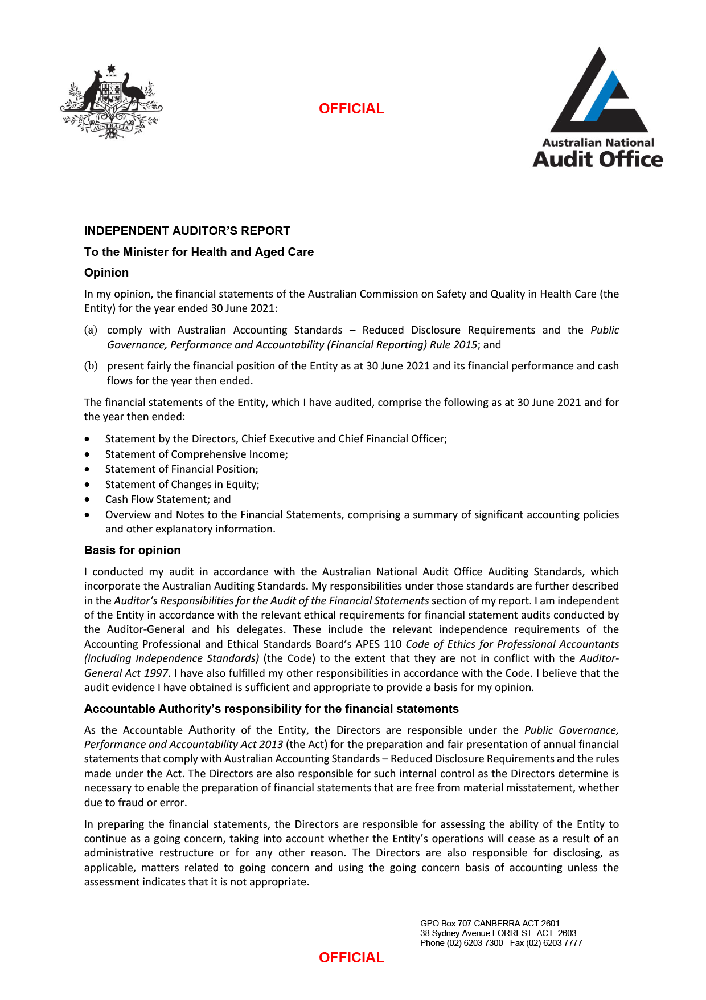 AUSTRALIA
OFFICIAL
Australian National
Audit Office
INDEPENDENT AUDITOR’S REPORT
To the Minister for Health and Aged Care
Opinion
In my opinion, the financial statements of the Australian Commission on Safety and Quality in Health Care (the
Entity) for the year ended 30 June 2021:
(a) comply with Australian Accounting Standards – Reduced Disclosure Requirements and the Public
Governance, Performance and Accountability (Financial Reporting) Rule 2015; and
(b) present fairly the financial position of the Entity as at 30 June 2021 and its financial performance and cash
flows for the year then ended.
The financial statements of the Entity, which I have audited, comprise the following as at 30 June 2021 and for
the year then ended:
• Statement by the Directors, Chief Executive and Chief Financial Officer;
• Statement of Comprehensive Income;
• Statement of Financial Position;
• Statement of Changes in Equity;
• Cash Flow Statement; and
• Overview and Notes to the Financial Statements, comprising a summary of significant accounting policies
and other explanatory information.
Basis for opinion
I conducted my audit in accordance with the Australian National Audit Office Auditing Standards, which
incorporate the Australian Auditing Standards. My responsibilities under those standards are further described
in the Auditor’s Responsibilities for the Audit of the Financial Statements section of my report. I am independent
of the Entity in accordance with the relevant ethical requirements for financial statement audits conducted by
the Auditor-General and his delegates. These include the relevant independence requirements of the
Accounting Professional and Ethical Standards Board’s APES 110 Code of Ethics for Professional Accountants
(including Independence Standards) (the Code) to the extent that they are not in conflict with the Auditor-
General Act 1997. I have also fulfilled my other responsibilities in accordance with the Code. I believe that the
audit evidence I have obtained is sufficient and appropriate to provide a basis for my opinion.
Accountable Authority’s responsibility for the financial statements
As the Accountable Authority of the Entity, the Directors are responsible under the Public Governance,
Performance and Accountability Act 2013 (the Act) for the preparation and fair presentation of annual financial
statements that comply with Australian Accounting Standards – Reduced Disclosure Requirements and the rules
made under the Act. The Directors are also responsible for such internal control as the Directors determine is
necessary to enable the preparation of financial statements that are free from material misstatement, whether
due to fraud or error.
In preparing the financial statements, the Directors are responsible for assessing the ability of the Entity to
continue as a going concern, taking into account whether the Entity’s operations will cease as a result of an
administrative restructure or for any other reason. The Directors are also responsible for disclosing, as
applicable, matters related to going concern and using the going concern basis of accounting unless the
assessment indicates that it is not appropriate.
GPO Box 707 CANBERRA ACT 2601
38 Sydney Avenue FORREST ACT 2603
Phone (02) 6203 7300 Fax (02) 6203 7777
OFFICIAL